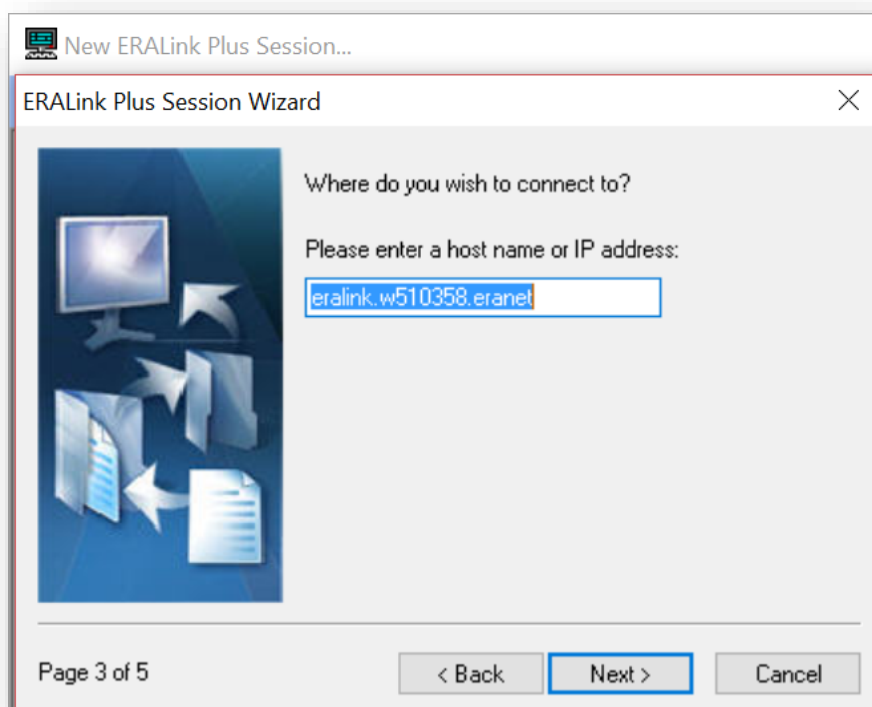 New ERALink Plus Session...
ERALink Plus Session Wizard
Where do you wish to connect to?
Please enter a host name or IP address:
eralink.w510358.eranet
Page 3 of 5
< Back
Next >
Cancel